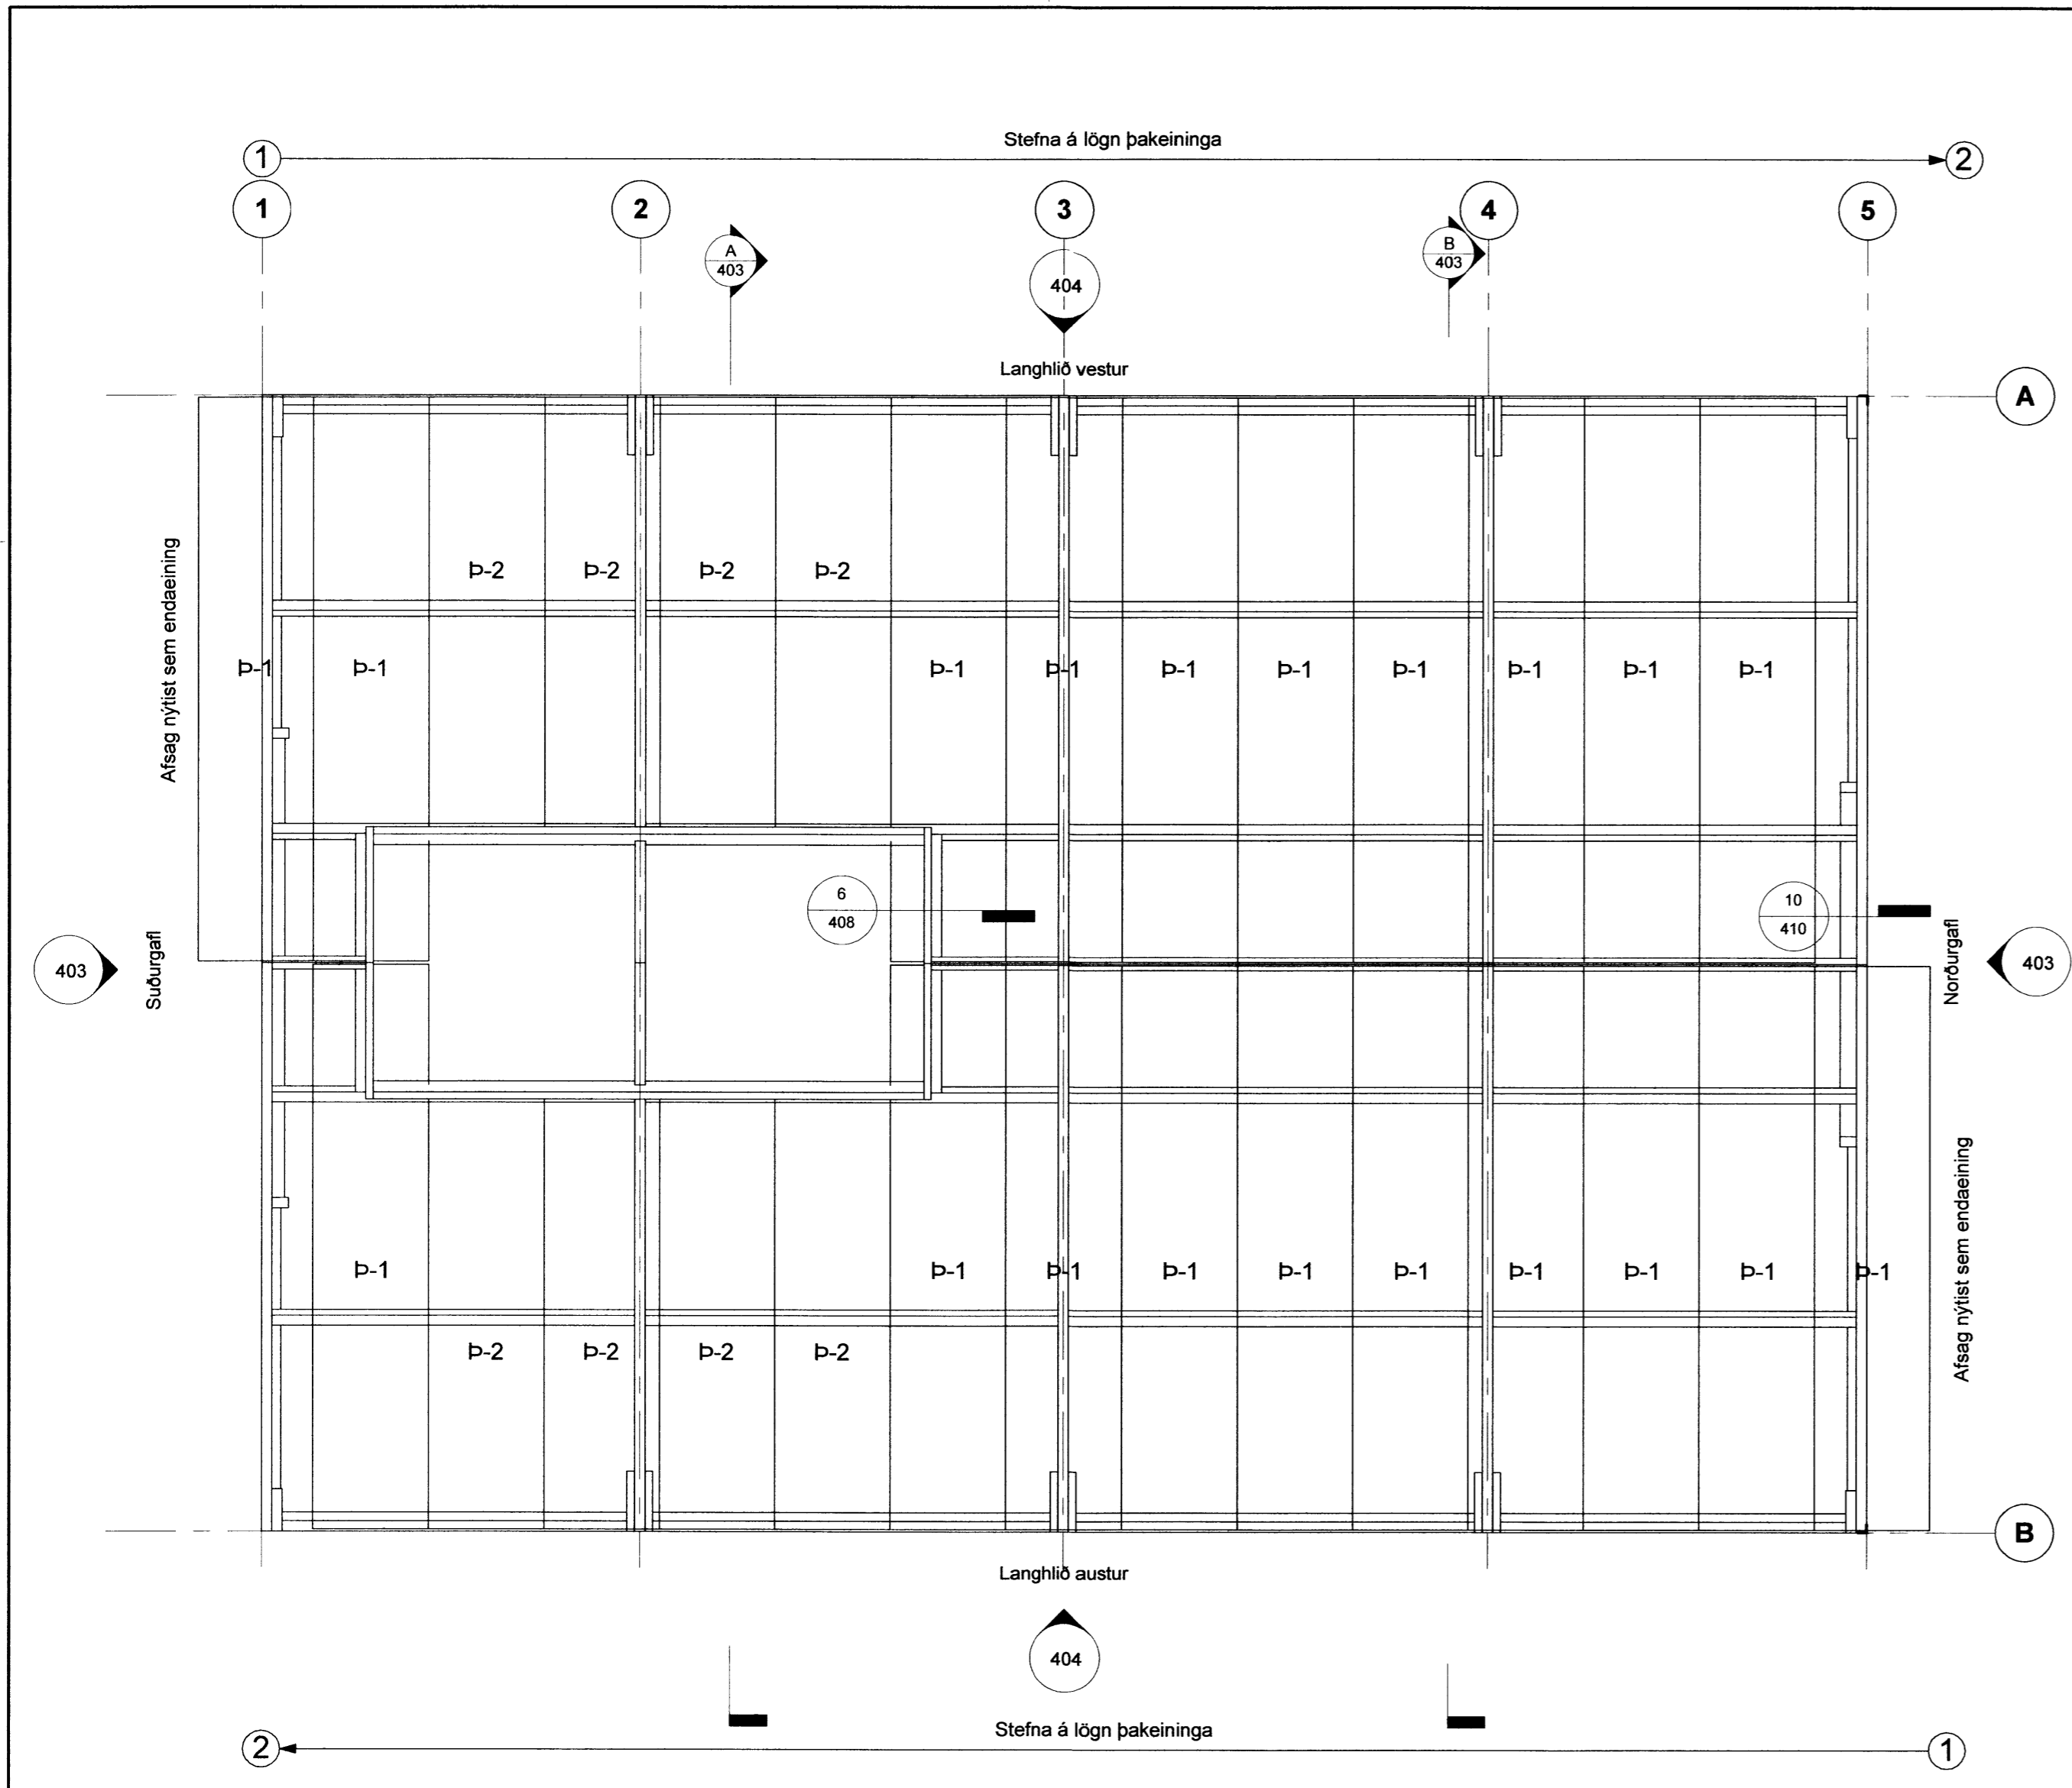 Stefna á lögn þakeininga
1 2
1 2 3 4 5
A
403
B
403
404
Langhlið vestur
A
Afsag nýtist sem endaeining
Þ-2 Þ-2 Þ-2 Þ-2
Þ-1 Þ-1 Þ-1 Þ-1 Þ-1 Þ-1 Þ-1 Þ-1 Þ-1 Þ-1
6
408
10
410
403
Suðurgafl
Norðurgafl
403
Afsag nýtist sem endaeining
Þ-1 Þ-1 Þ-1 Þ-1 Þ-1 Þ-1 Þ-1 Þ-1 Þ-1 Þ-1
Þ-2 Þ-2 Þ-2 Þ-2
B
Langhlið austur
404
Stefna á lögn þakeininga
2 1